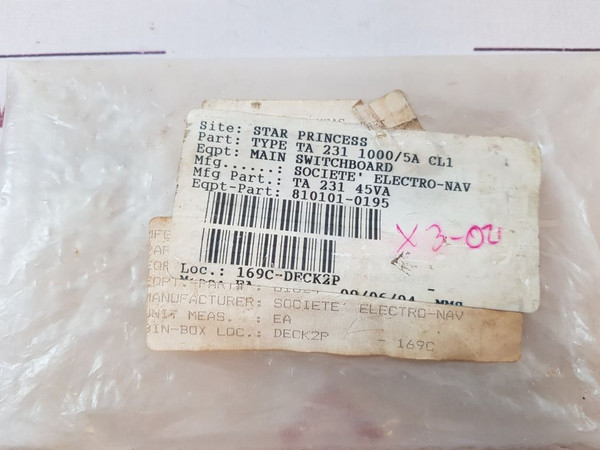 Site: STAR PRINCESS
Part: TYPE TA 231 1000/5A CL1
Eqpt: MAIN SWITCHBOARD
Mfg.....: SOCIETE' ELECTRO-NAV
Mfg Part.: TA 231 45VA
Eqpt-Part: 810101-0195
X 3-02
Loc.: 169C-DECK2P
MANUFACTURER: SOCIETE' ELECTRO-NAV
UNIT MEAS. : EA
BIN-BOX LOC.: DECK2P - 169C